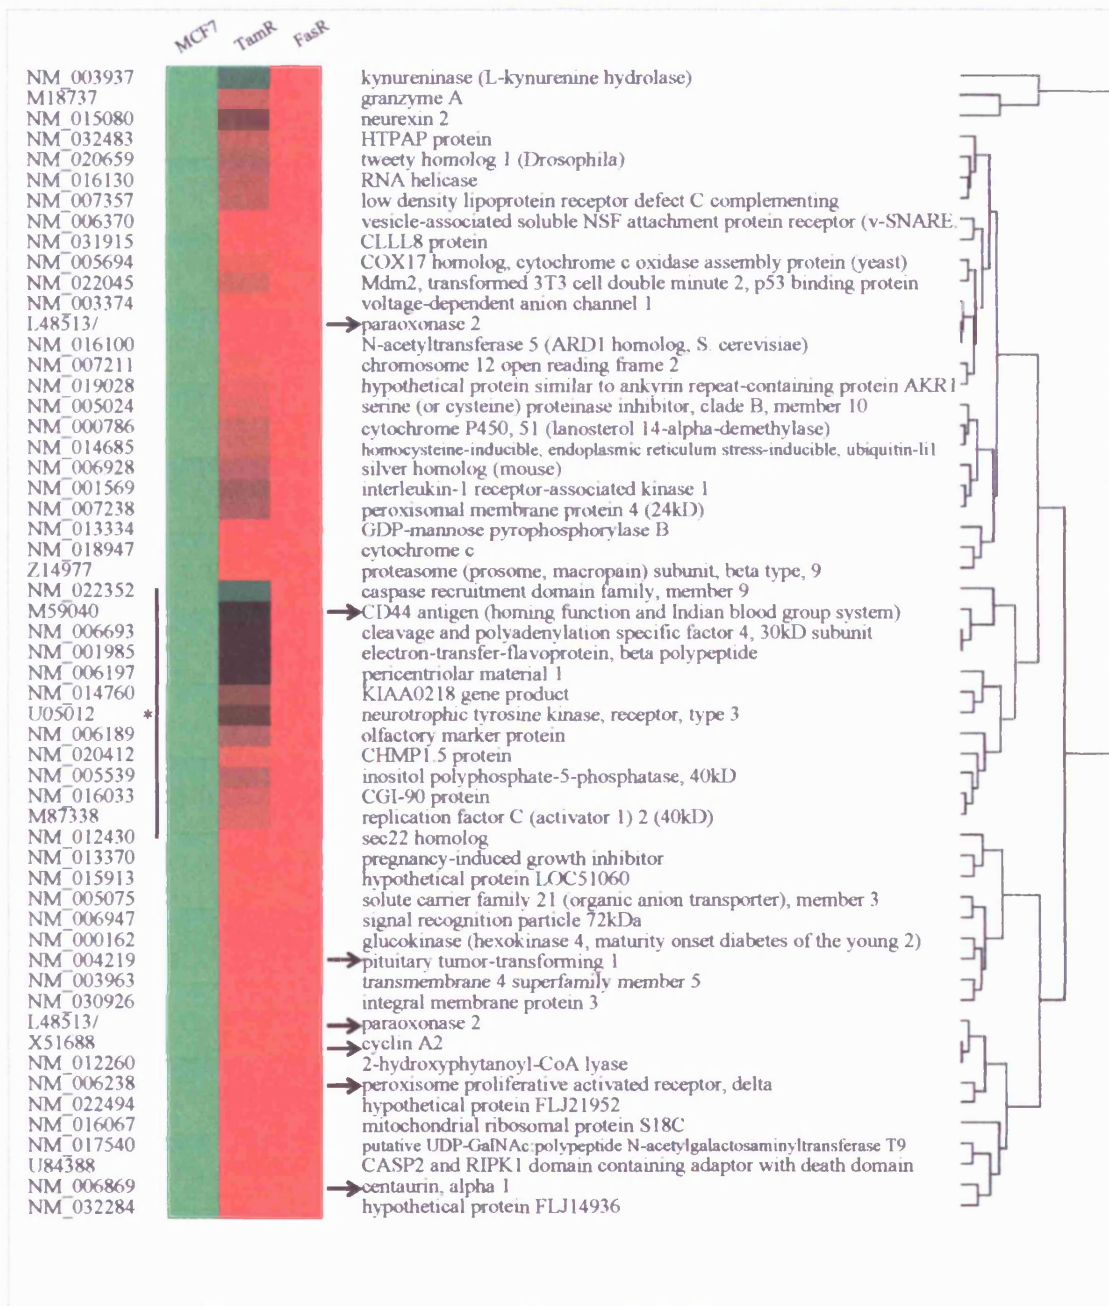 MCF7 TamR FasR
NM_003937 kynureninase (L-kynurenine hydrolase)
M18737 granzyme A
NM_015080 neurexin 2
NM_032483 HTPAP protein
NM_020659 tweety homolog 1 (Drosophila)
NM_016130 RNA helicase
NM_007357 low density lipoprotein receptor defect C complementing
NM_006370 vesicle-associated soluble NSF attachment protein receptor (v-SNARE.
NM_031915 CLLL8 protein
NM_005694 COX17 homolog, cytochrome c oxidase assembly protein (yeast)
NM_022045 Mdm2, transformed 3T3 cell double minute 2, p53 binding protein
NM_003374 voltage-dependent anion channel 1
L48513/ paraoxonase 2
NM_016100 N-acetyltransferase 5 (ARD1 homolog, S. cerevisiae)
NM_007211 chromosome 12 open reading frame 2
NM_019028 hypothetical protein similar to ankyrin repeat-containing protein AKR1
NM_005024 serine (or cysteine) proteinase inhibitor, clade B, member 10
NM_000786 cytochrome P450, 51 (lanosterol 14-alpha-demethylase)
NM_014685 homocysteine-inducible, endoplasmic reticulum stress-inducible, ubiquitin-li1
NM_006928 silver homolog (mouse)
NM_001569 interleukin-1 receptor-associated kinase 1
NM_007238 peroxisomal membrane protein 4 (24kD)
NM_013334 GDP-mannose pyrophosphorylase B
NM_018947 cytochrome c
Z14977 proteasome (prosome, macropain) subunit, beta type, 9
NM_022352 caspase recruitment domain family, member 9
M59040 CD44 antigen (homing function and Indian blood group system)
NM_006693 cleavage and polyadenylation specific factor 4, 30kD subunit
NM_001985 electron-transfer-flavoprotein, beta polypeptide
NM_006197 pericentriolar material 1
NM_014760 KIAA0218 gene product
U05012 * neurotrophic tyrosine kinase, receptor, type 3
NM_006189 olfactory marker protein
NM_020412 CHMP1.5 protein
NM_005539 inositol polyphosphate-5-phosphatase, 40kD
NM_016033 CGI-90 protein
M87338 replication factor C (activator 1) 2 (40kD)
NM_012430 sec22 homolog
NM_013370 pregnancy-induced growth inhibitor
NM_015913 hypothetical protein LOC51060
NM_005075 solute carrier family 21 (organic anion transporter), member 3
NM_006947 signal recognition particle 72kDa
NM_000162 glucokinase (hexokinase 4, maturity onset diabetes of the young 2)
NM_004219 pituitary tumor-transforming 1
NM_003963 transmembrane 4 superfamily member 5
NM_030926 integral membrane protein 3
L48513/ paraoxonase 2
X51688 cyclin A2
NM_012260 2-hydroxyphytanoyl-CoA lyase
NM_006238 peroxisome proliferative activated receptor, delta
NM_022494 hypothetical protein FLJ21952
NM_016067 mitochondrial ribosomal protein S18C
NM_017540 putative UDP-GalNAc:polypeptide N-acetylgalactosaminyltransferase T9
U84388 CASP2 and RIPK1 domain containing adaptor with death domain
NM_006869 centaurin, alpha 1
NM_032284 hypothetical protein FLJ14936